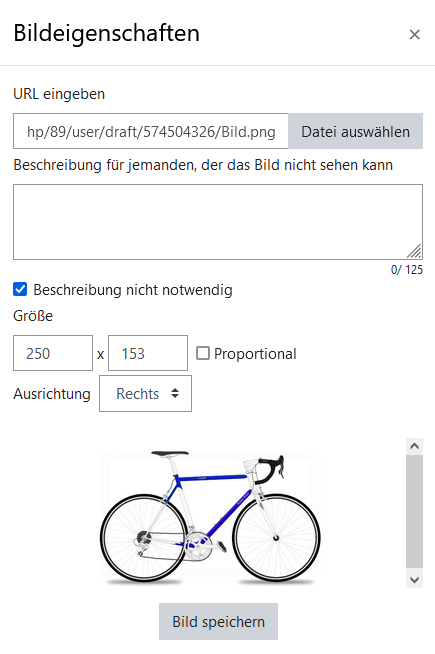 Bildeigenschaften ×
URL eingeben
hp/89/user/draft/574504326/Bild.png Datei auswählen
Beschreibung für jemanden, der das Bild nicht sehen kann
0/ 125
Beschreibung nicht notwendig
Größe
250 x 153 Proportional
Ausrichtung Rechts
Bild speichern